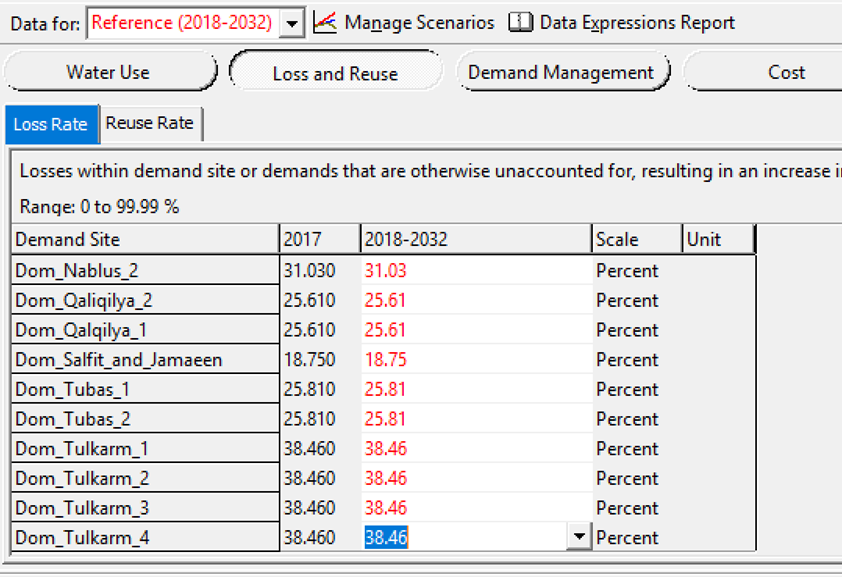 Data for: Reference (2018-2032) Manage Scenarios Data Expressions Report
Water Use Loss and Reuse Demand Management Cost
Loss Rate Reuse Rate
Losses within demand site or demands that are otherwise unaccounted for, resulting in an increase i
Range: 0 to 99.99 %
Demand Site 2017 2018-2032 Scale Unit
Dom_Nablus_2 31.030 31.03 Percent
Dom_Qaliqilya_2 25.610 25.61 Percent
Dom_Qalqilya_1 25.610 25.61 Percent
Dom_Salfit_and_Jamaeen 18.750 18.75 Percent
Dom_Tubas_1 25.810 25.81 Percent
Dom_Tubas_2 25.810 25.81 Percent
Dom_Tulkarm_1 38.460 38.46 Percent
Dom_Tulkarm_2 38.460 38.46 Percent
Dom_Tulkarm_3 38.460 38.46 Percent
Dom_Tulkarm_4 38.460 38.46 Percent